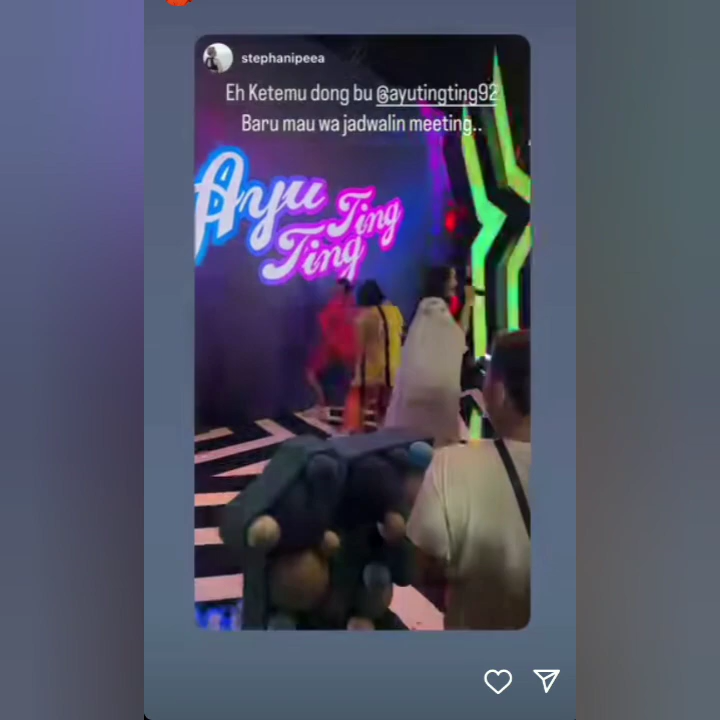 stephanipeea
Eh Ketemu dong bu @ayutingting92
Baru mau wa jadwalin meeting..
Ayu
Ting
Ting